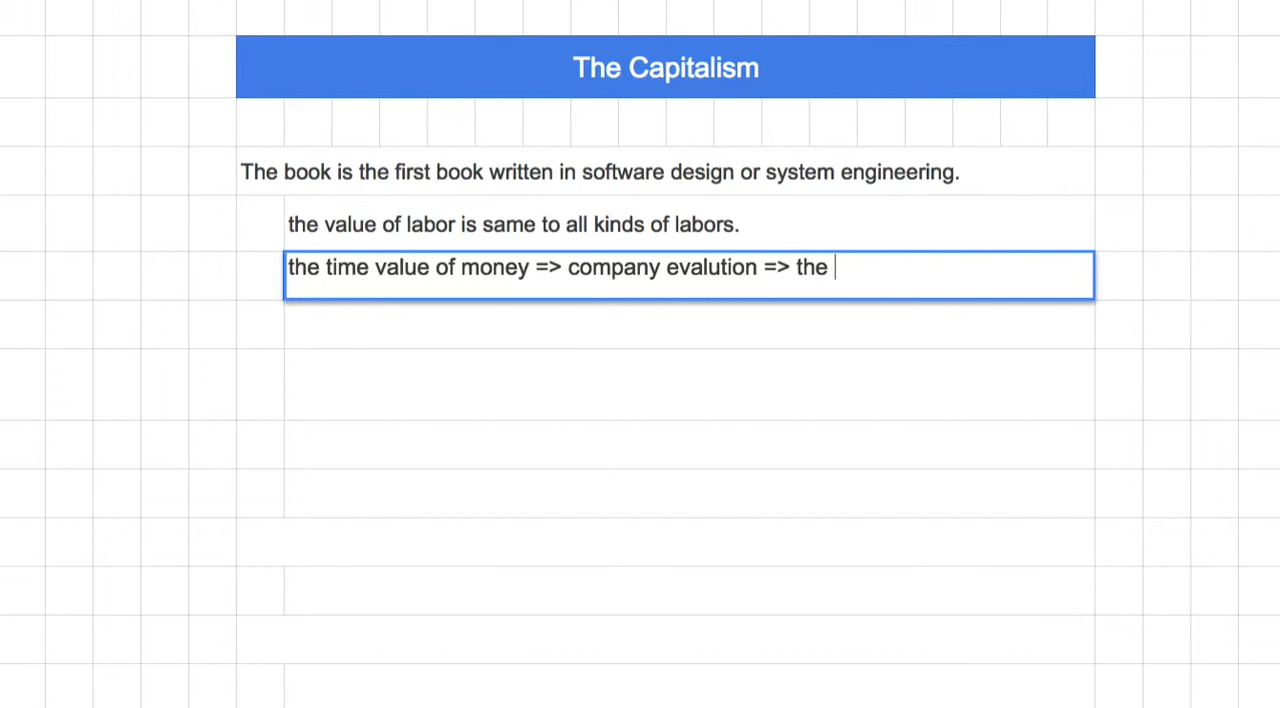 The Capitalism
The book is the first book written in software design or system engineering.
the value of labor is same to all kinds of labors.
the time value of money => company evalution => the